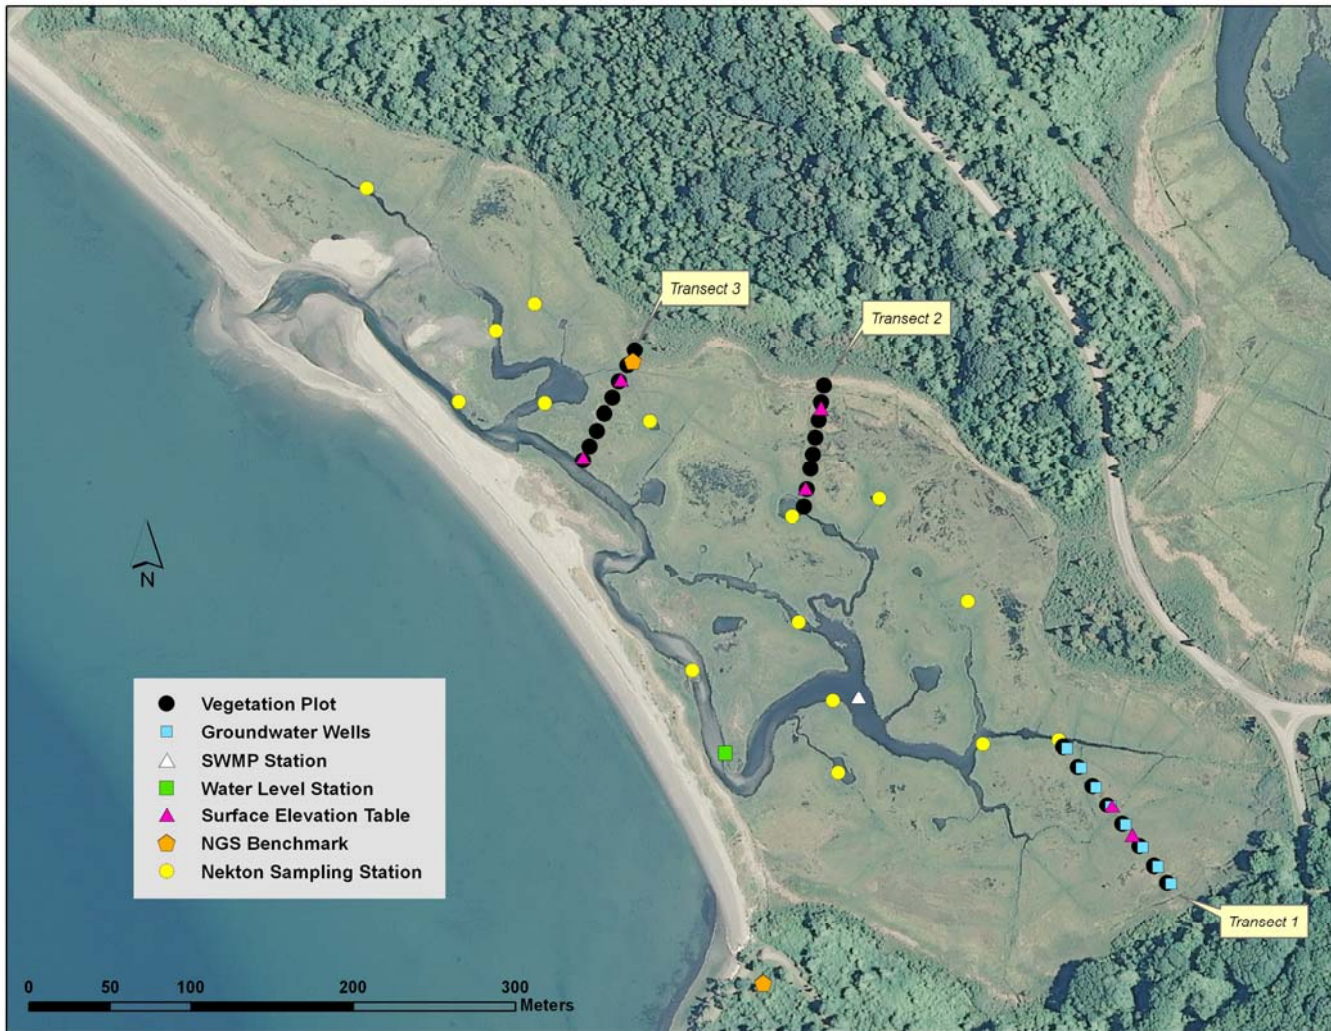 Transect 3
Transect 2
N
Vegetation Plot
Groundwater Wells
SWMP Station
Water Level Station
Surface Elevation Table
NGS Benchmark
Nekton Sampling Station
Transect 1
0 50 100 200 300
Meters